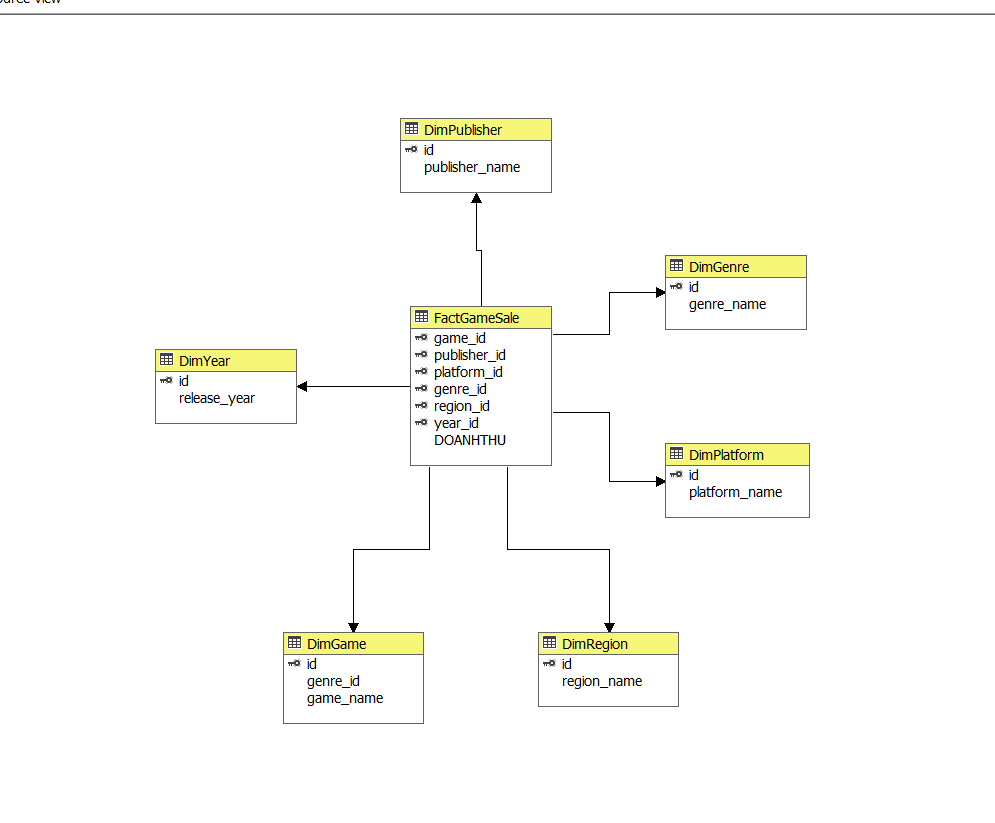 DimPublisher
id
publisher_name
DimGenre
id
genre_name
FactGameSale
game_id
publisher_id
platform_id
genre_id
region_id
year_id
DOANHTHU
DimYear
id
release_year
DimPlatform
id
platform_name
DimGame
id
genre_id
game_name
DimRegion
id
region_name